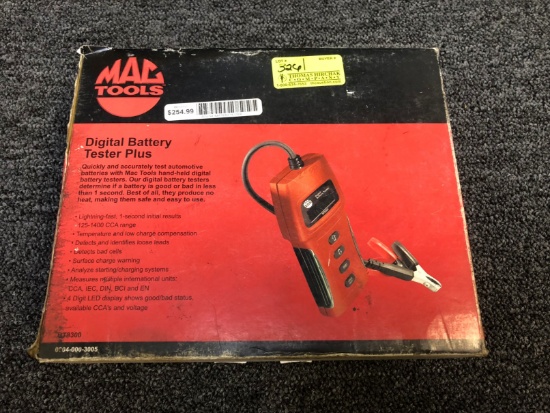 MAC
TOOLS
LOT #
BUYER #
3261
THOMAS HIRCHAK
C•O•M•P•A•N•Y
$254.99
Digital Battery
Tester Plus
Quickly and accurately test automotive
batteries with Mac Tools hand-held digital
battery testers. Our digital battery testers
determine if a battery is good or bad in less
than 1 second. Best of all, they produce no
heat, making them safe and easy to use.
• Lightning-fast, 1-second initial results
• 125-1400 CCA range
• Temperature and low charge compensation
• Detects and identifies loose leads
• Detects bad cells
• Surface charge warning
• Analyze starting/charging systems
• Measures multiple international units:
CCA, IEC, DIN, BCI and EN
• 4 Digit LED display shows good/bad status,
available CCA's and voltage